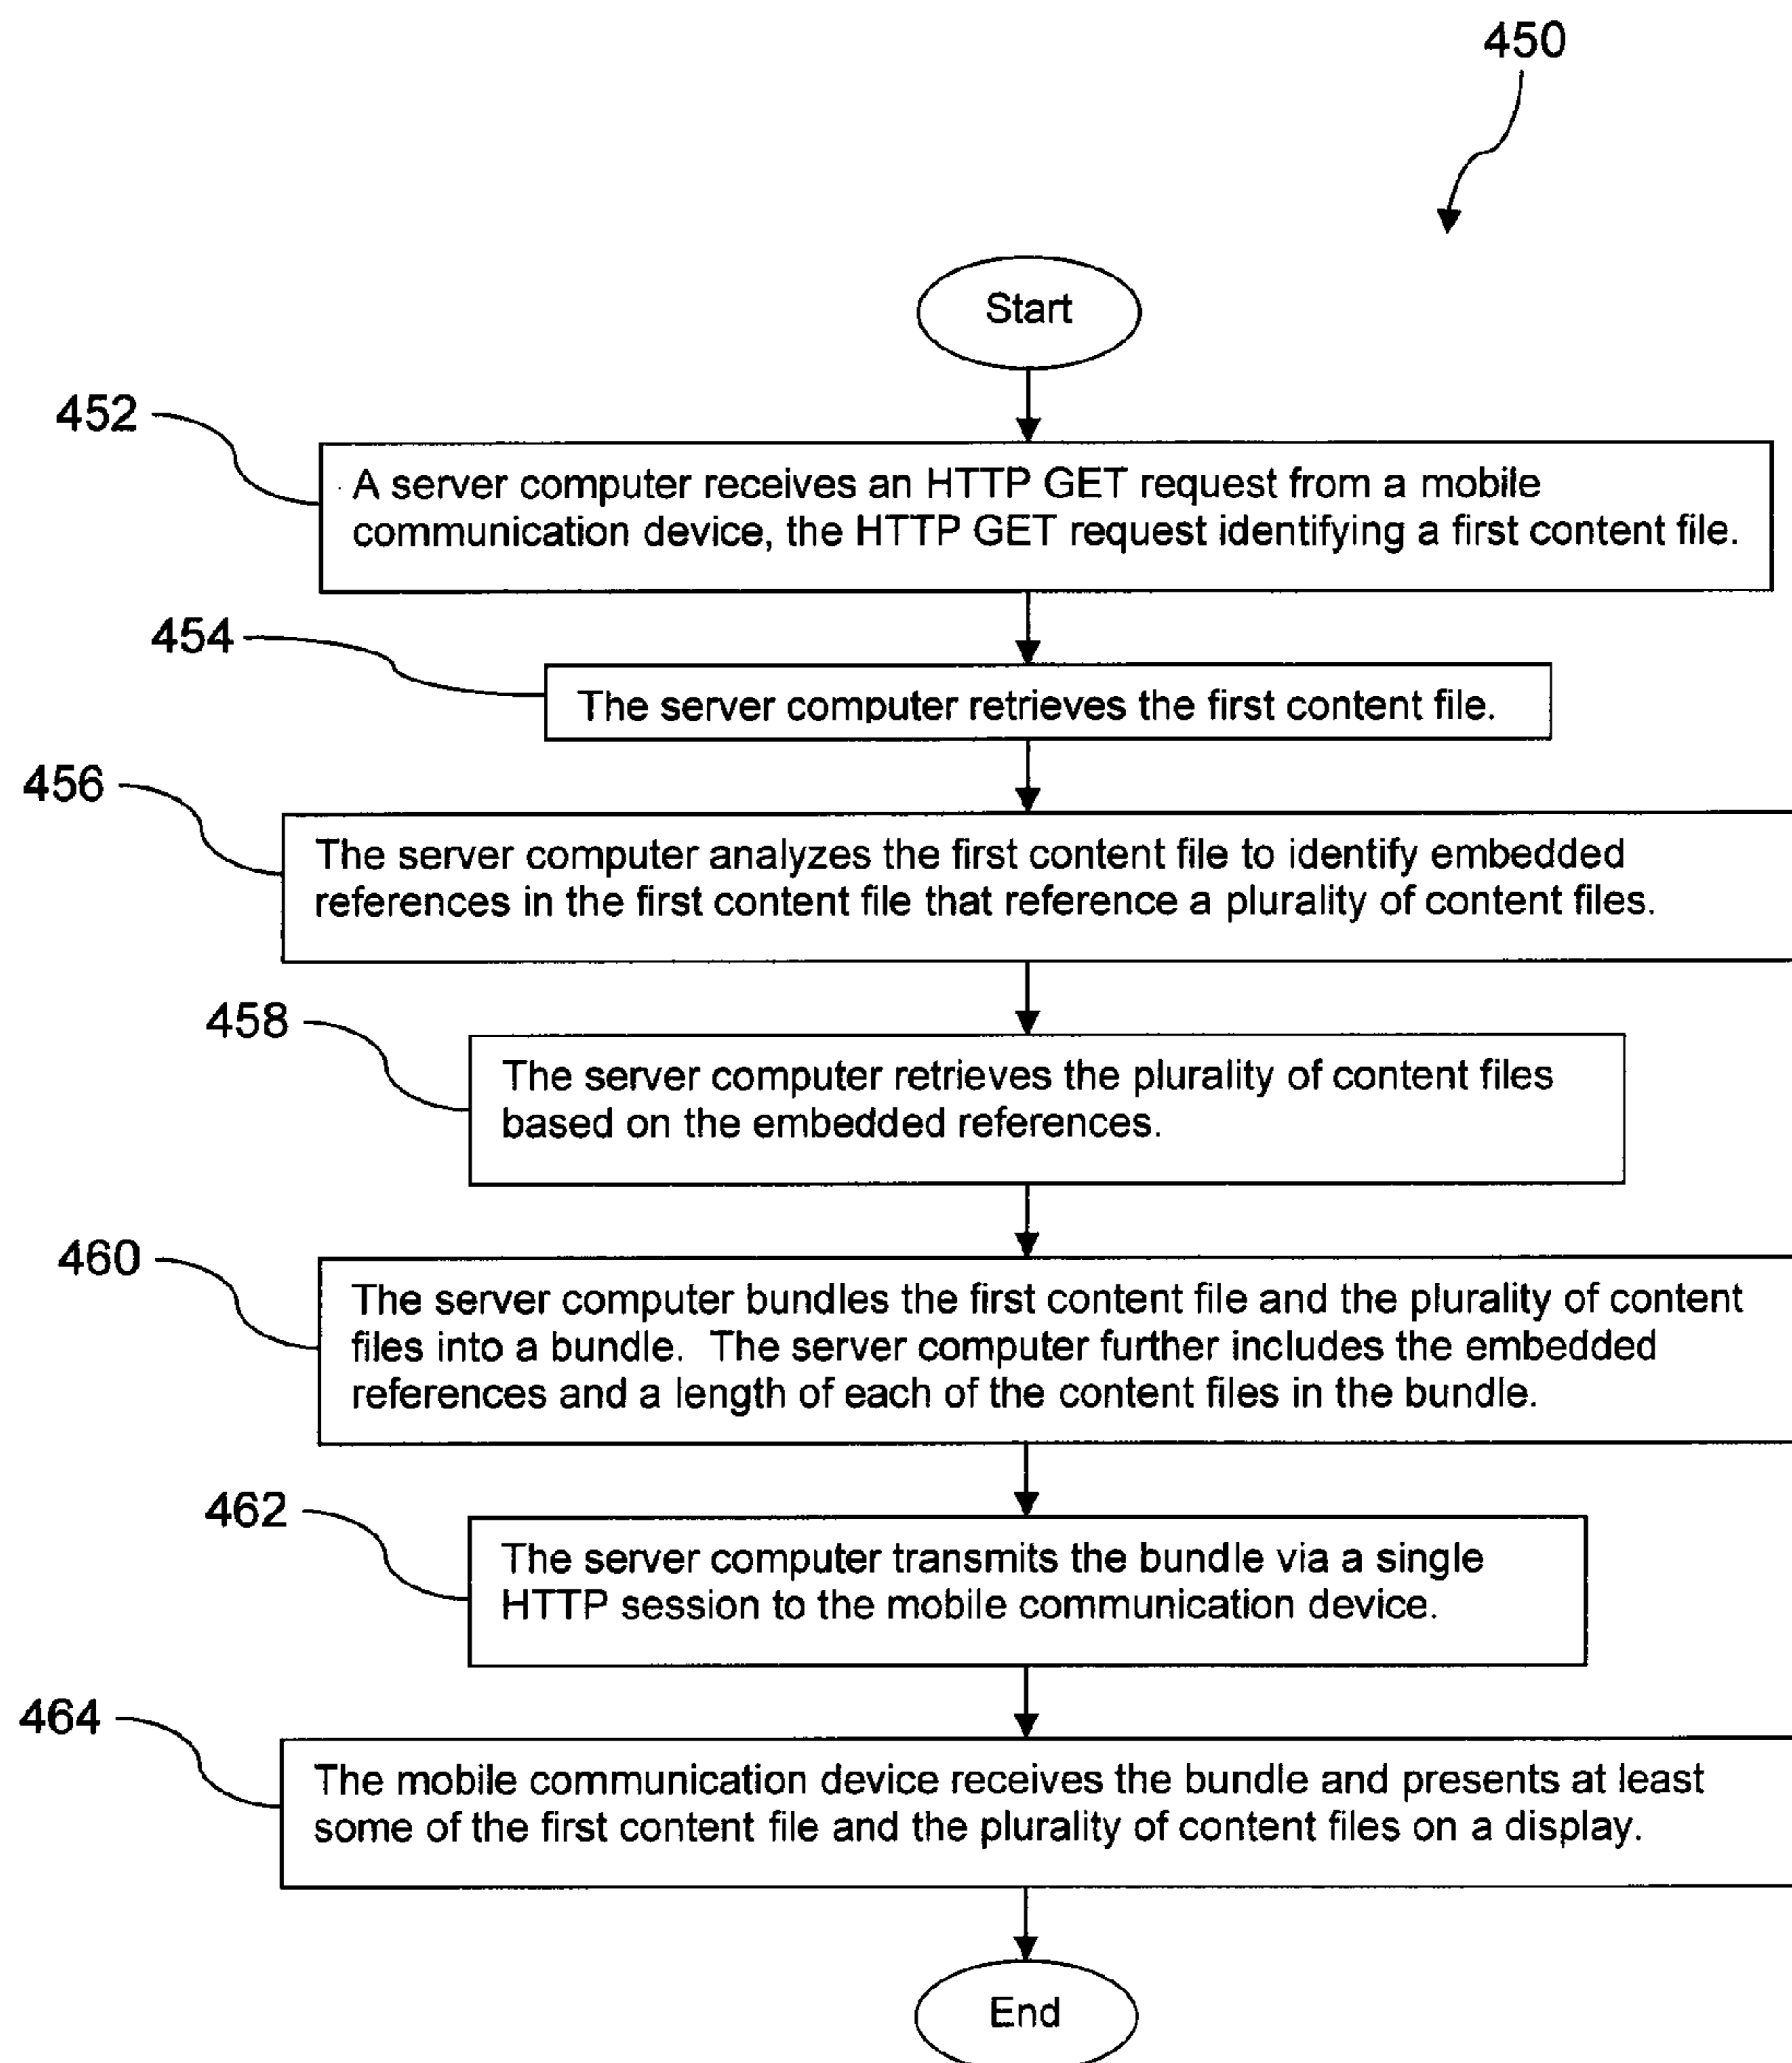 450
Start
452
A server computer receives an HTTP GET request from a mobile
communication device, the HTTP GET request identifying a first content file.
454
The server computer retrieves the first content file.
456
The server computer analyzes the first content file to identify embedded
references in the first content file that reference a plurality of content files.
458
The server computer retrieves the plurality of content files
based on the embedded references.
460
The server computer bundles the first content file and the plurality of content
files into a bundle.  The server computer further includes the embedded
references and a length of each of the content files in the bundle.
462
The server computer transmits the bundle via a single
HTTP session to the mobile communication device.
464
The mobile communication device receives the bundle and presents at least
some of the first content file and the plurality of content files on a display.
End